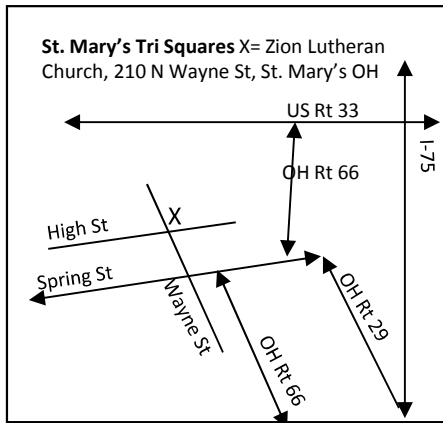 St. Mary’s Tri Squares X= Zion Lutheran
Church, 210 N Wayne St, St. Mary’s OH
US Rt 33
I-75
OH Rt 66
X
High St
Spring St
Wayne St
OH Rt 29
OH Rt 66